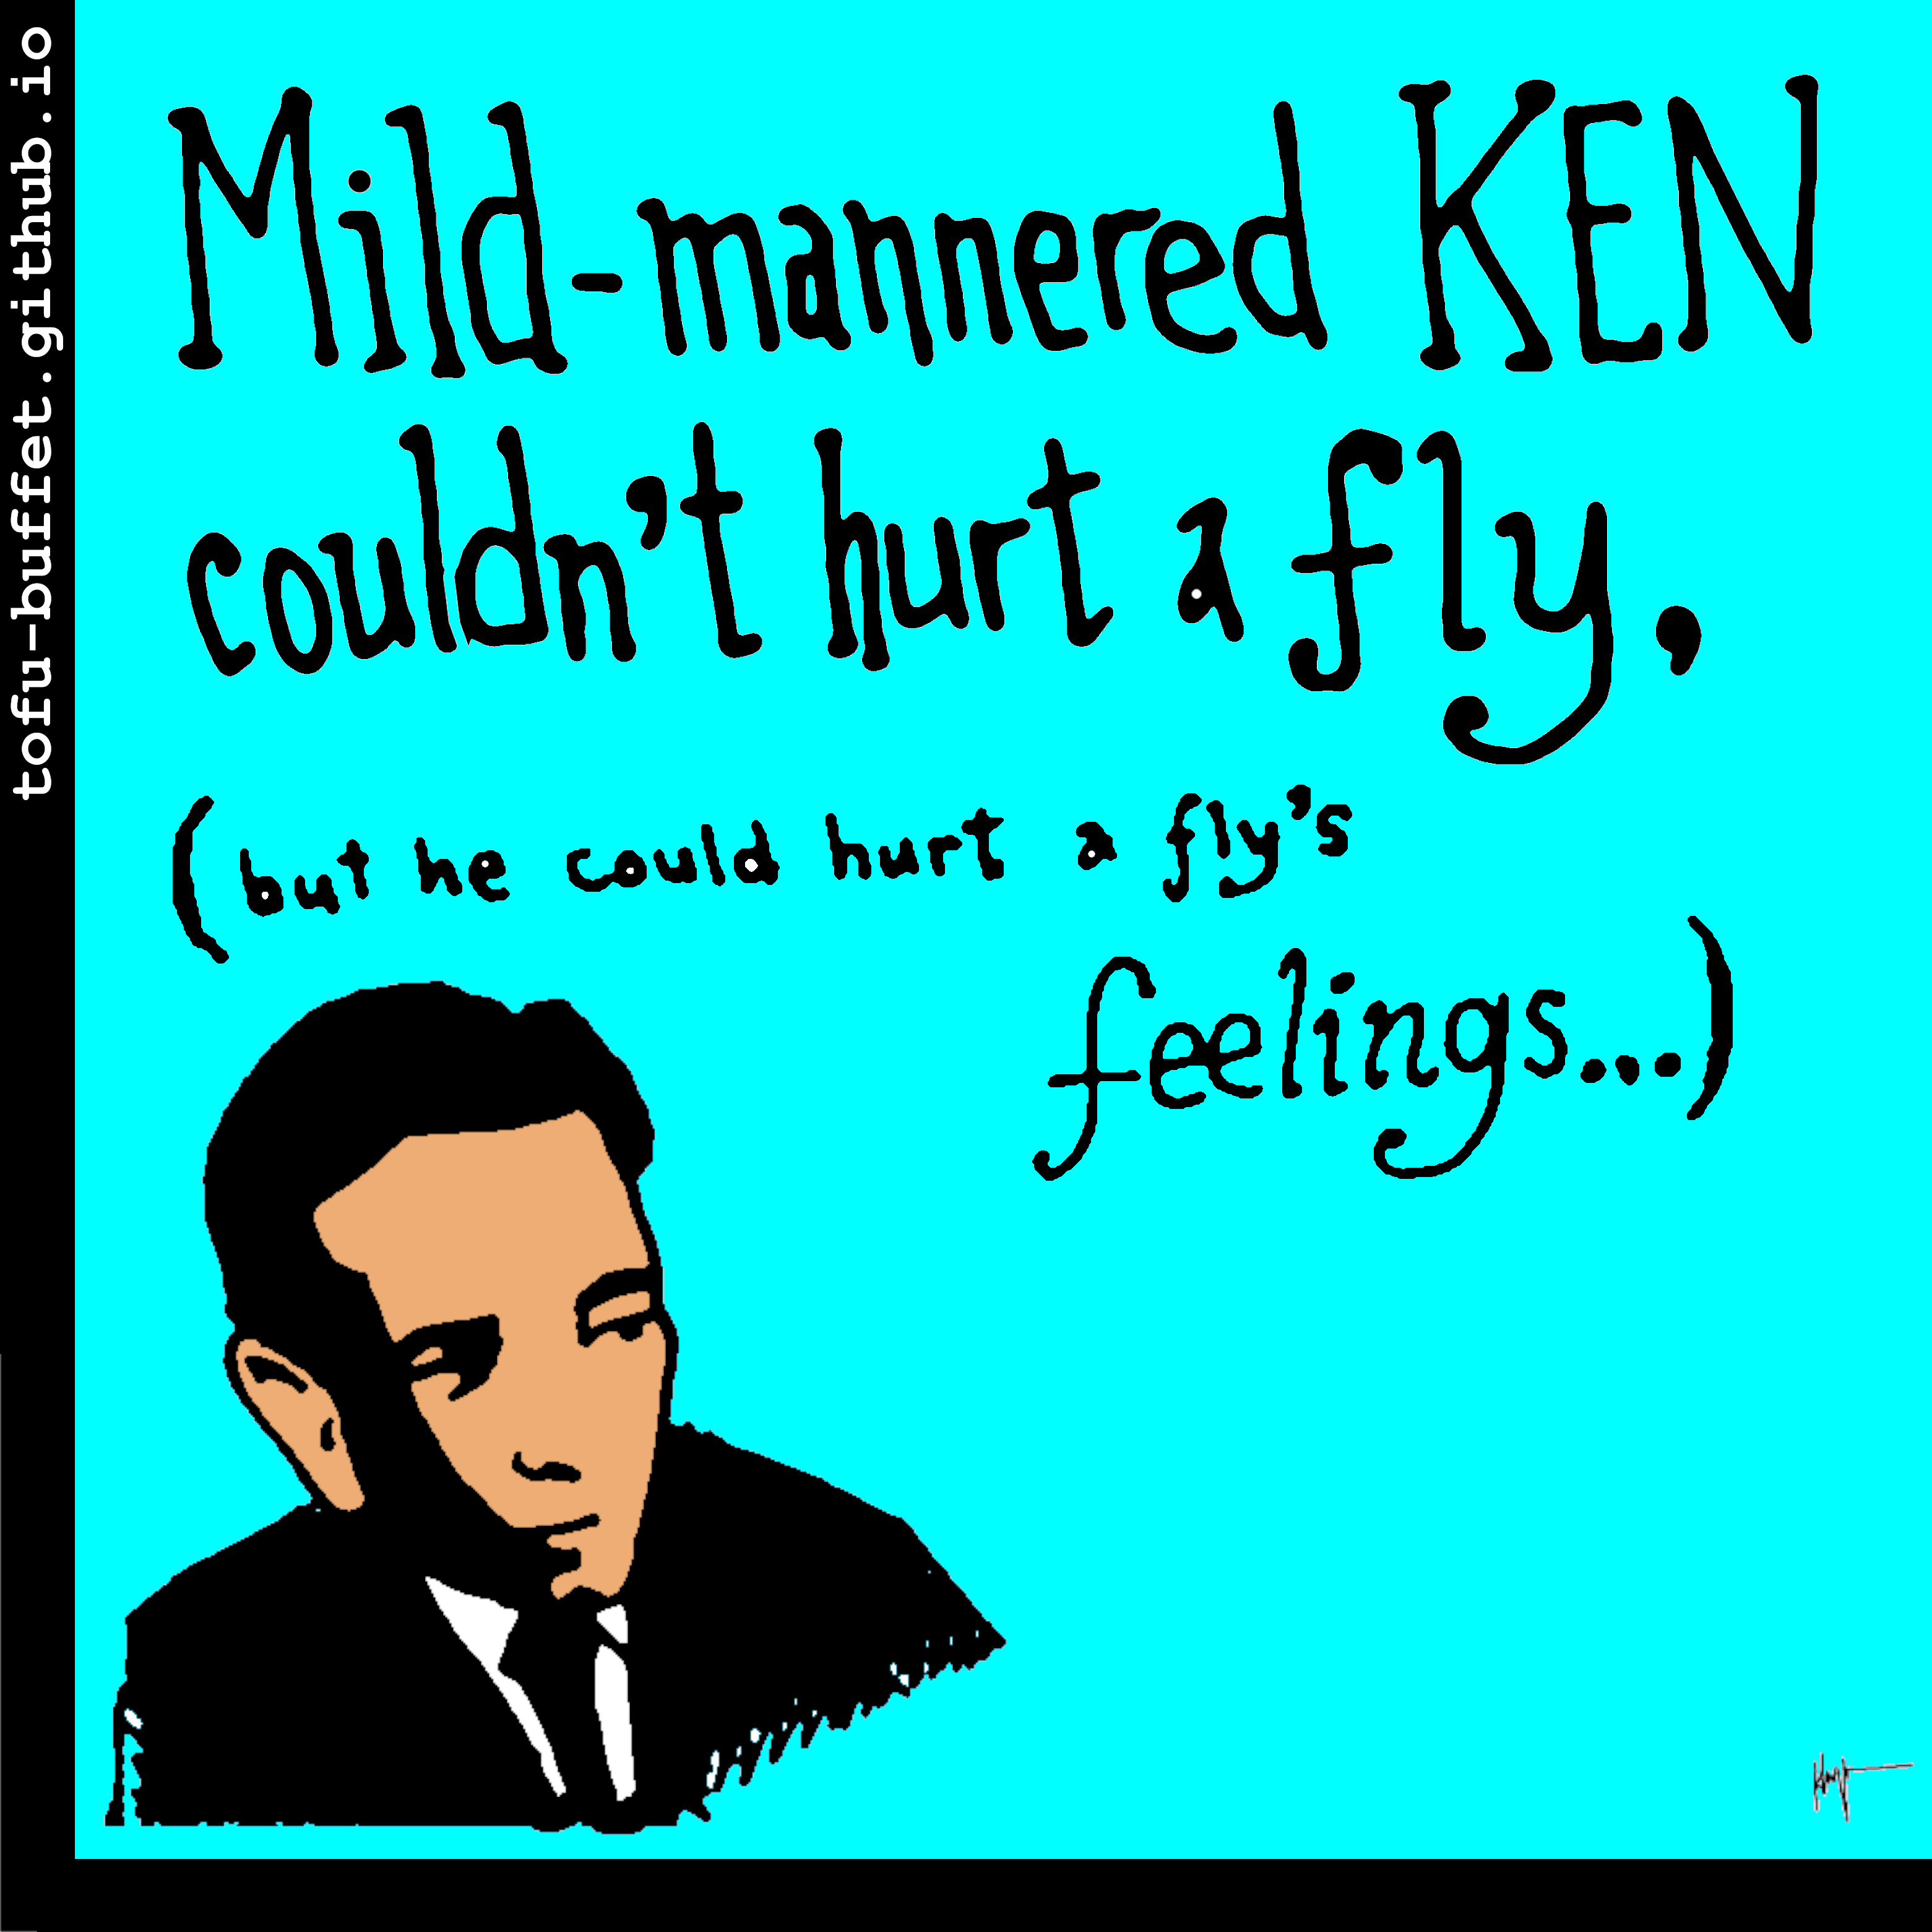 tofu-buffet.github.io
Mild-mannered KEN
couldn't hurt a fly,
(but he could hurt a fly's
feelings...)